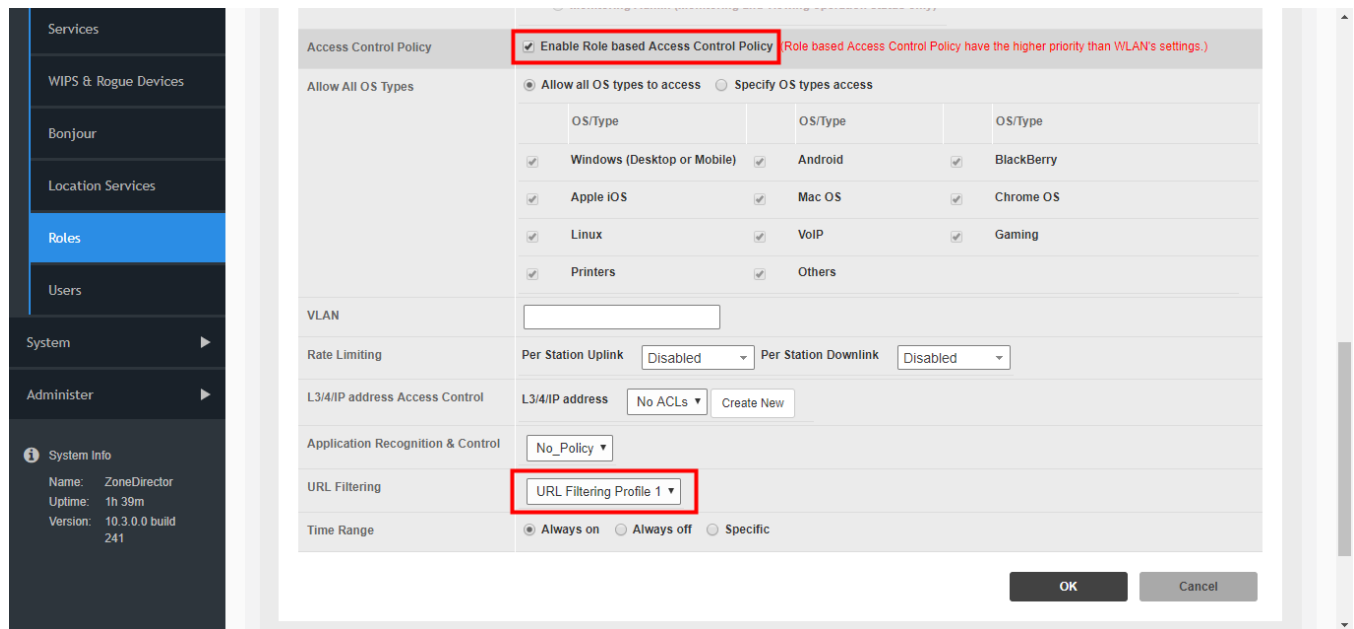 Services
WIPS & Rogue Devices
Bonjour
Location Services
Roles
Users
System
Administer
System Info
Name: ZoneDirector
Uptime: 1h 39m
Version: 10.3.0.0 build
241
Access Control Policy Enable Role based Access Control Policy (Role based Access Control Policy have the higher priority than WLAN's settings.)
Allow All OS Types Allow all OS types to access Specify OS types access
OS/Type OS/Type OS/Type
Windows (Desktop or Mobile) Android BlackBerry
Apple iOS Mac OS Chrome OS
Linux VoIP Gaming
Printers Others
VLAN
Rate Limiting Per Station Uplink Disabled Per Station Downlink Disabled
L3/4/IP address Access Control L3/4/IP address No ACLs Create New
Application Recognition & Control No_Policy
URL Filtering URL Filtering Profile 1
Time Range Always on Always off Specific
OK Cancel